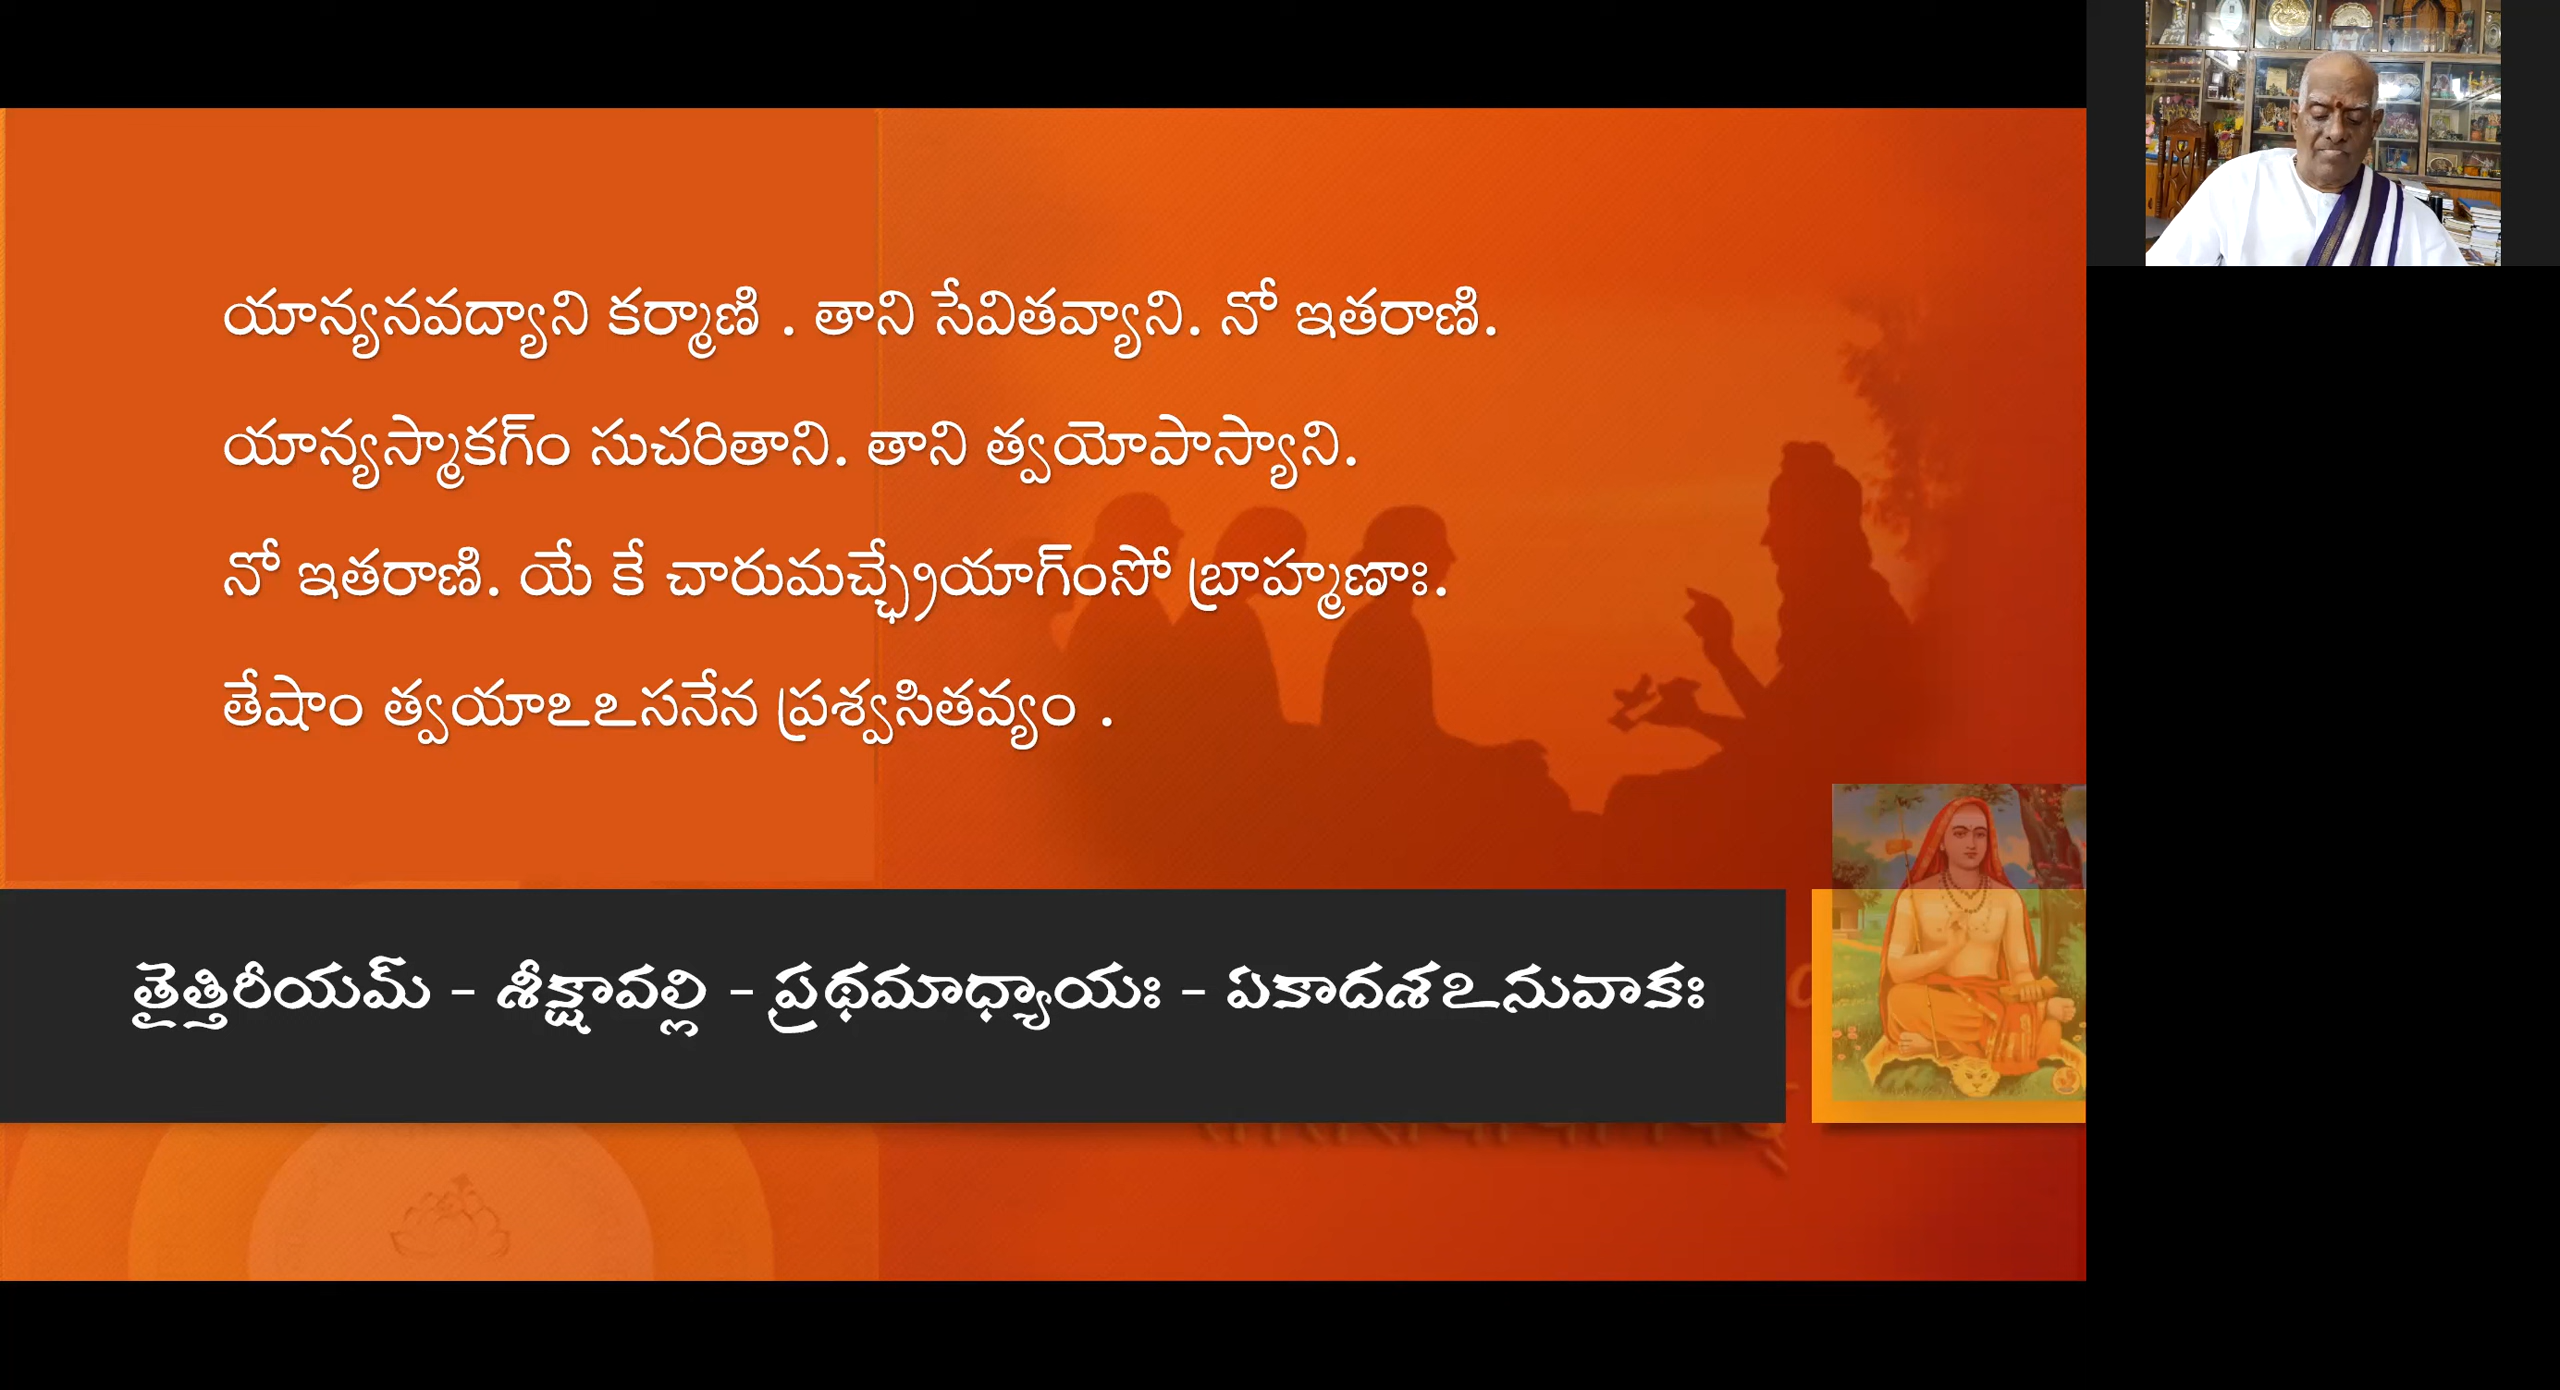 యాన్యనవద్యాని కర్మాణి . తాని సేవితవ్యాని. నో ఇతరాణి.
యాన్యస్మాకగ్ం సుచరితాని. తాని త్వయోపాస్యాని.
నో ఇతరాణి. యే కే చారుమచ్ఛ్రేయాగ్ంసో బ్రాహ్మణాః.
తేషాం త్వయాఽఽసనేన ప్రశ్వసితవ్యం .
తైత్తిరీయమ్ - శీక్షావల్లి - ప్రథమాధ్యాయః - ఏకాదశఽనువాకః